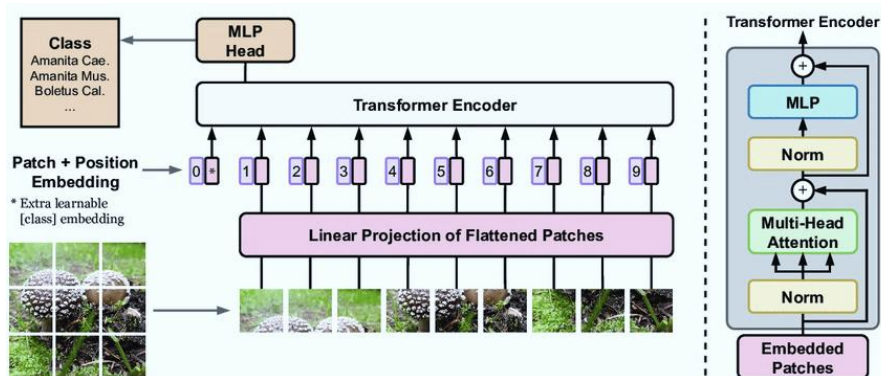 Class
Amanita Cae.
Amanita Mus.
Boletus Cal.
...
MLP
Head
Transformer Encoder
Patch + Position
Embedding
* Extra learnable
[class] embedding
0 * 1 2 3 4 5 6 7 8 9
Linear Projection of Flattened Patches
Transformer Encoder
+
MLP
Norm
+
Multi-Head
Attention
Norm
Embedded
Patches